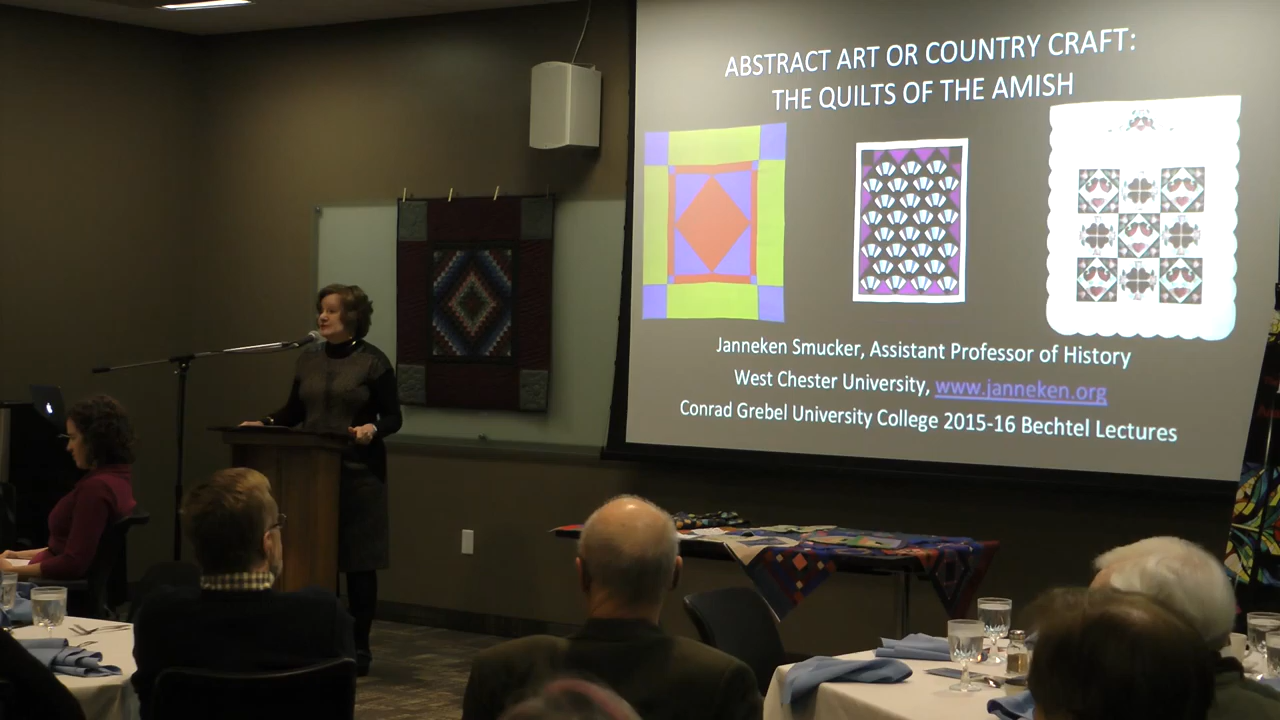 ABSTRACT ART OR COUNTRY CRAFT:
THE QUILTS OF THE AMISH
Janneken Smucker, Assistant Professor of History
West Chester University, www.janneken.org
Conrad Grebel University College 2015-16 Bechtel Lectures